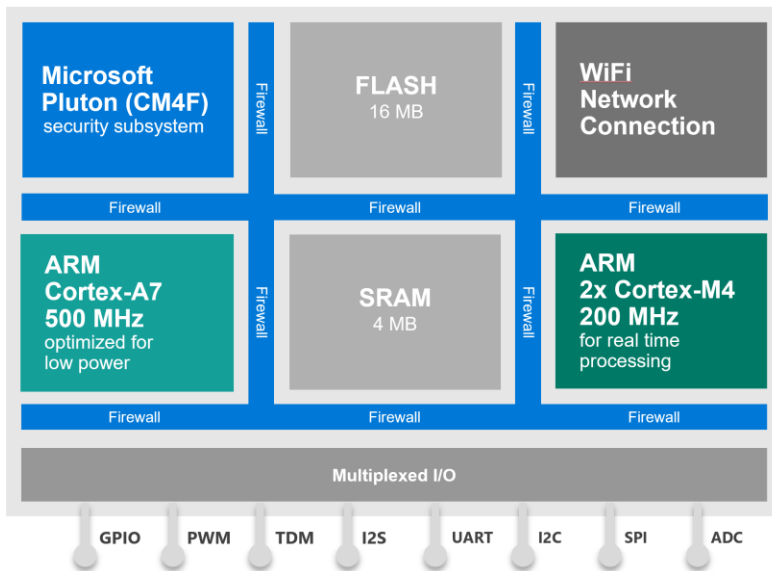 Microsoft
Pluton (CM4F)
security subsystem
Firewall
FLASH
16 MB
Firewall
WiFi
Network
Connection
Firewall
Firewall
Firewall
ARM
Cortex-A7
500 MHz
optimized for
low power
Firewall
SRAM
4 MB
Firewall
ARM
2x Cortex-M4
200 MHz
for real time
processing
Firewall
Firewall
Firewall
Multiplexed I/O
GPIO
PWM
TDM
I2S
UART
I2C
SPI
ADC